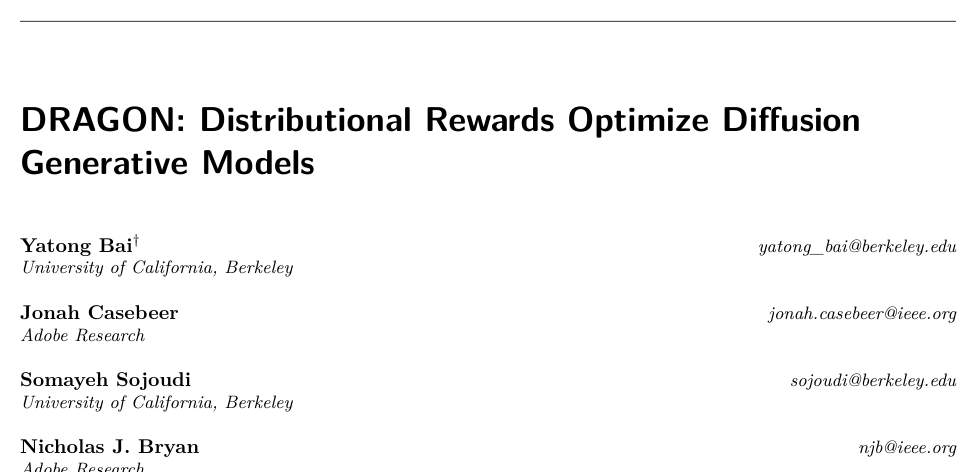 DRAGON: Distributional Rewards Optimize Diffusion
Generative Models
Yatong Bai† yatong_bai@berkeley.edu
University of California, Berkeley
Jonah Casebeer jonah.casebeer@ieee.org
Adobe Research
Somayeh Sojoudi sojoudi@berkeley.edu
University of California, Berkeley
Nicholas J. Bryan njb@ieee.org
Adobe Research